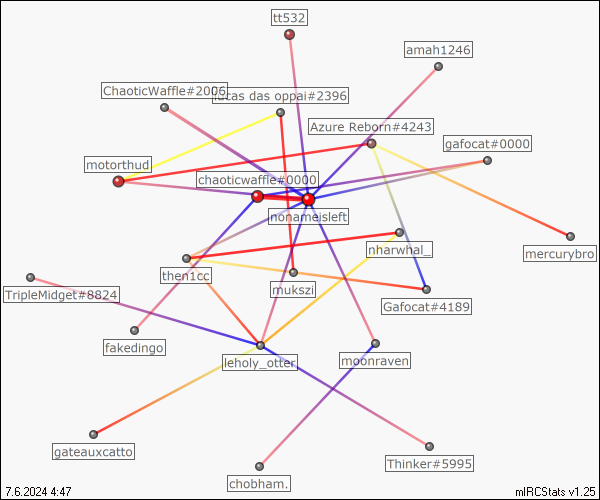 tt532
amah1246
ChaoticWaffle#2006
lucas das oppai#2396
Azure Reborn#4243
gafocat#0000
motorthud
chaoticwaffle#0000
nonameisleft
nharwhal_
mercurybro
then1cc
mukszi
TripleMidget#8824
Gafocat#4189
fakedingo
leholy_otter
moonraven
gateauxcatto
Thinker#5995
chobham.
7.6.2024 4:47
mIRCStats v1.25